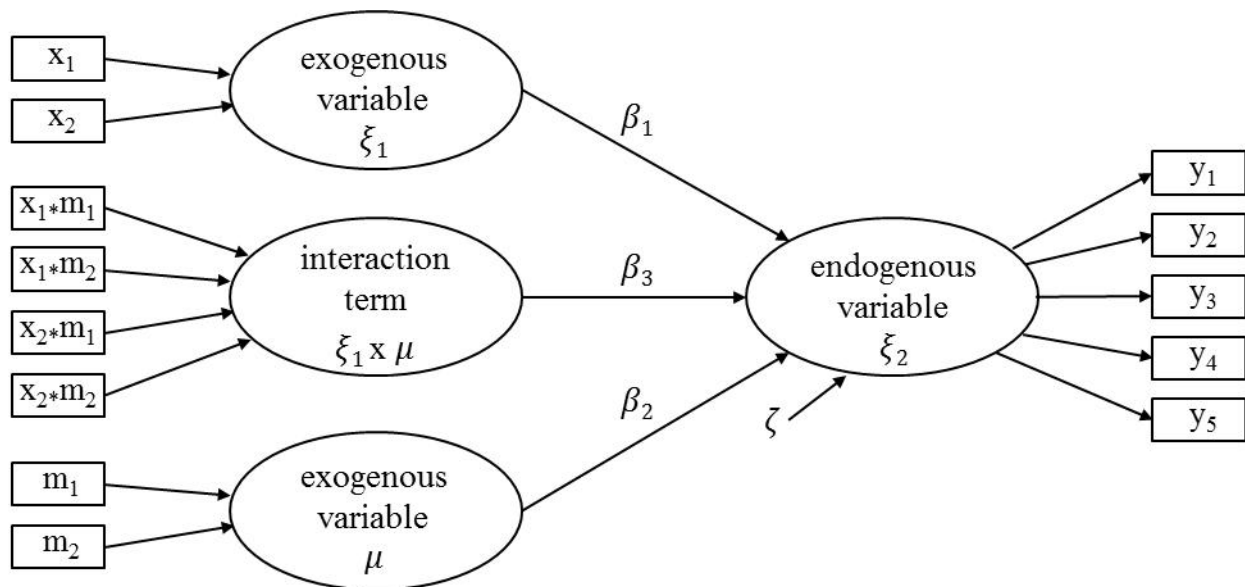 x₁
x₂
exogenous
variable
ξ₁
β₁
x₁*m₁
x₁*m₂
x₂*m₁
x₂*m₂
interaction
term
ξ₁ x μ
β₃
m₁
m₂
exogenous
variable
μ
β₂
endogenous
variable
ξ₂
ζ
y₁
y₂
y₃
y₄
y₅